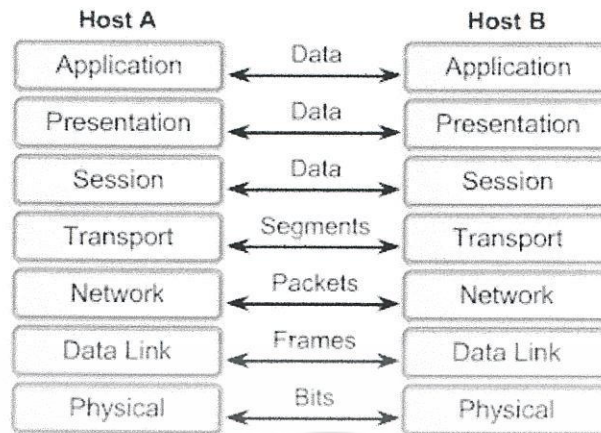 Host A Host B
Application Data Application
Presentation Data Presentation
Session Data Session
Transport Segments Transport
Network Packets Network
Data Link Frames Data Link
Physical Bits Physical